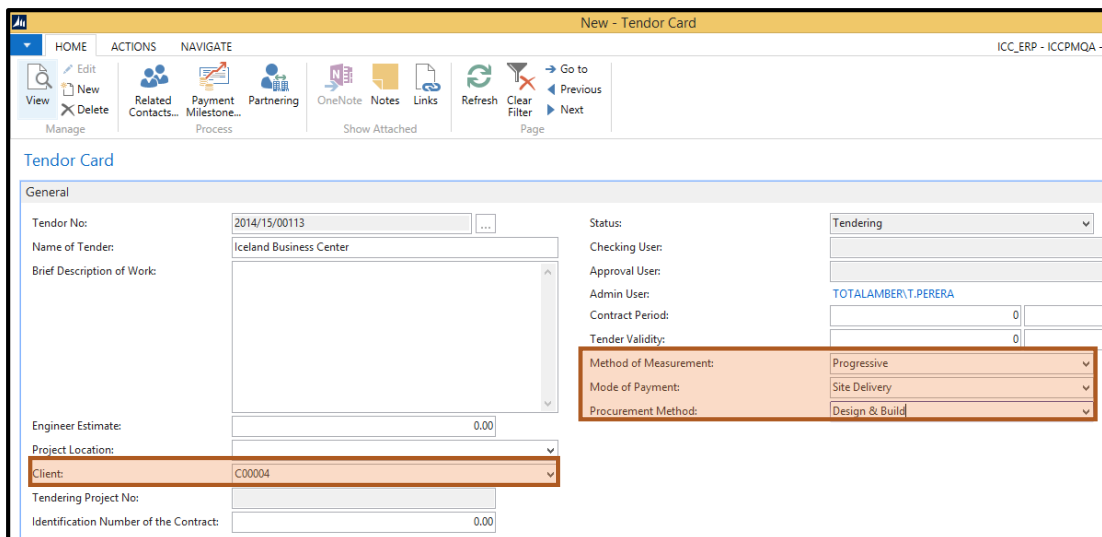 New - Tendor Card
HOME ACTIONS NAVIGATE ICC_ERP - ICCPMQA -
View
Edit
New
Delete
Manage
Related Contacts...
Payment Milestone...
Partnering
Process
OneNote
Notes
Links
Show Attached
Refresh
Clear Filter
Go to
Previous
Next
Page
Tendor Card
General
Tendor No: 2014/15/00113 ...
Name of Tender: Iceland Business Center
Brief Description of Work:
Engineer Estimate: 0.00
Project Location:
Client: C00004
Tendering Project No:
Identification Number of the Contract: 0.00
Status: Tendering
Checking User:
Approval User:
Admin User: TOTALAMBER\T.PERERA
Contract Period: 0
Tender Validity: 0
Method of Measurement: Progressive
Mode of Payment: Site Delivery
Procurement Method: Design & Build